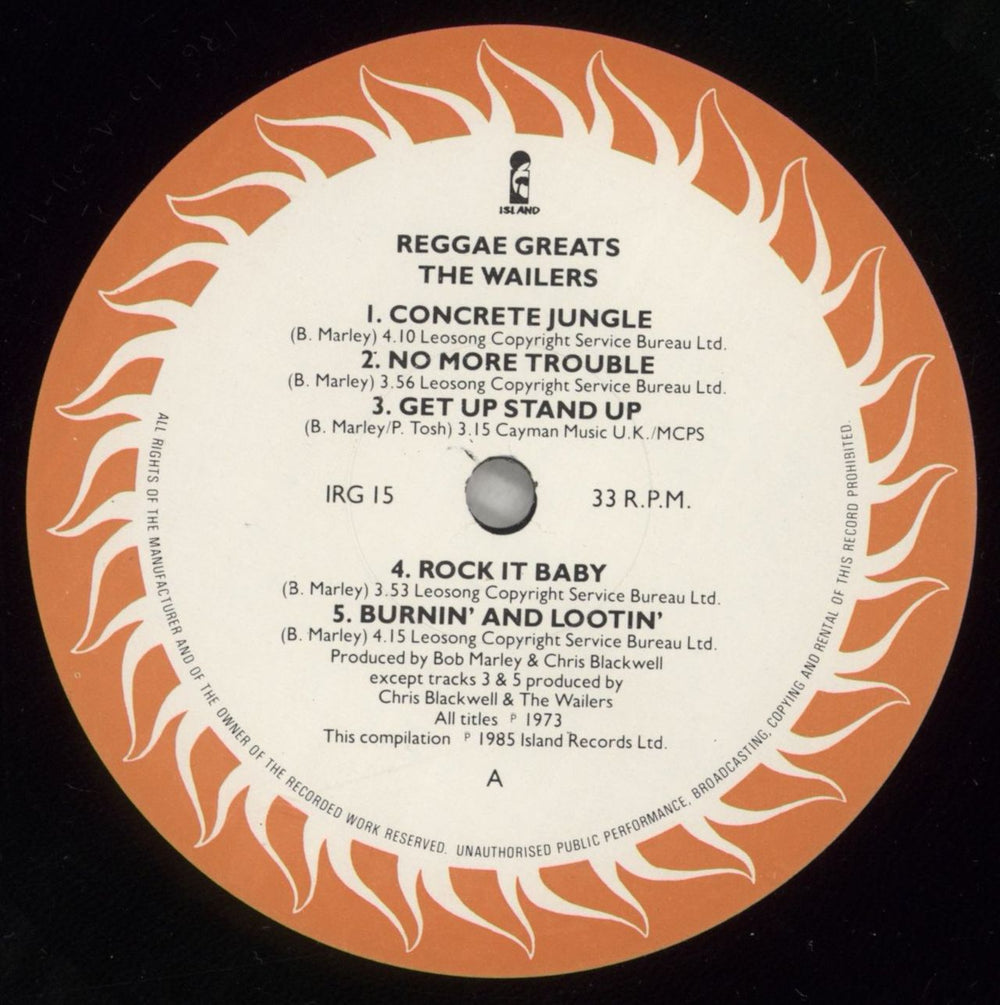 ISLAND
REGGAE GREATS
THE WAILERS
1. CONCRETE JUNGLE
(B. Marley) 4.10 Leosong Copyright Service Bureau Ltd.
2. NO MORE TROUBLE
(B. Marley) 3.56 Leosong Copyright Service Bureau Ltd.
3. GET UP STAND UP
(B. Marley/P. Tosh) 3.15 Cayman Music U.K./MCPS
IRG 15
33 R.P.M.
4. ROCK IT BABY
(B. Marley) 3.53 Leosong Copyright Service Bureau Ltd.
5. BURNIN' AND LOOTIN'
(B. Marley) 4.15 Leosong Copyright Service Bureau Ltd.
Produced by Bob Marley & Chris Blackwell
except tracks 3 & 5 produced by
Chris Blackwell & The Wailers
All titles ᴾ 1973
This compilation ᴾ 1985 Island Records Ltd.
A
ALL RIGHTS OF THE MANUFACTURER AND OF THE OWNER OF THE RECORDED WORK RESERVED. UNAUTHORISED PUBLIC PERFORMANCE, BROADCASTING, COPYING AND RENTAL OF THIS RECORD PROHIBITED.